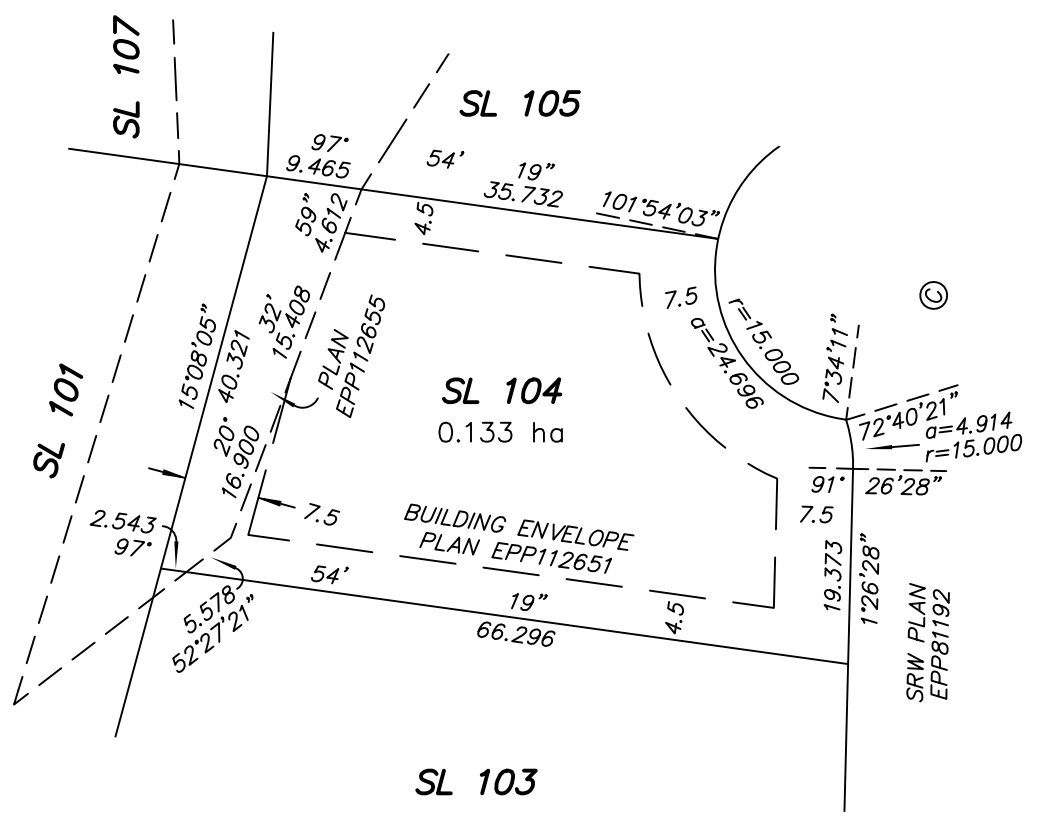 SL 107
SL 105
97°
9.465
54'
19"
35.732
101°54'03"
59"
4.612
4.5
32'
15.408
7.5
r=15.000
a=24.696
©
7°34'11"
15°08'05"
40.321
PLAN
EPP112655
SL 101
SL 104
0.133 ha
72°40'21"
a=4.914
r=15.000
20°
16.900
91°
26'28"
7.5
2.543
97°
7.5
BUILDING ENVELOPE
PLAN EPP112651
54'
19"
66.296
4.5
19.373
1°26'28"
5.578
52°27'21"
SRW PLAN
EPP81192
SL 103